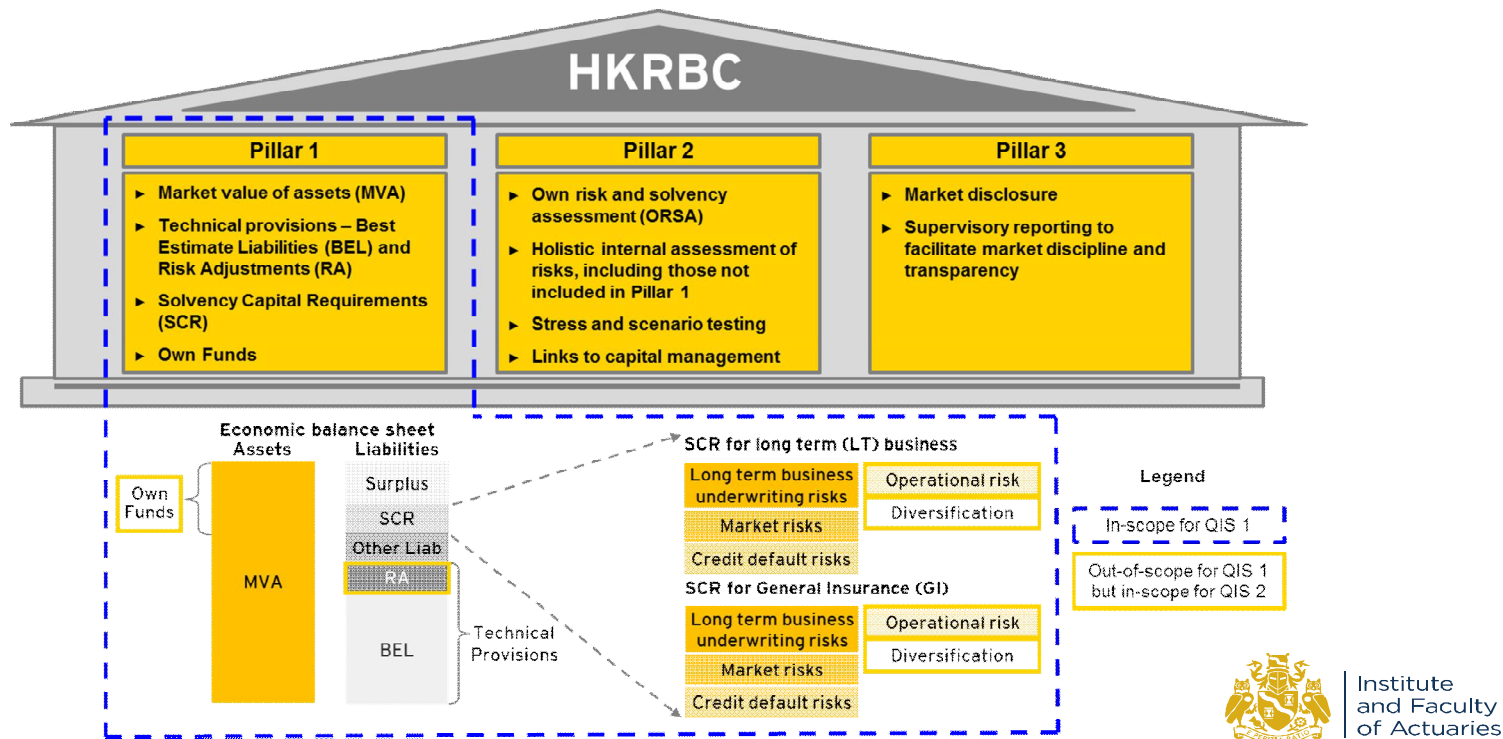 HKRBC
Pillar 1
► Market value of assets (MVA)
► Technical provisions – Best
Estimate Liabilities (BEL) and
Risk Adjustments (RA)
► Solvency Capital Requirements
(SCR)
► Own Funds
Pillar 2
► Own risk and solvency
assessment (ORSA)
► Holistic internal assessment of
risks, including those not
included in Pillar 1
► Stress and scenario testing
► Links to capital management
Pillar 3
► Market disclosure
► Supervisory reporting to
facilitate market discipline and
transparency
Economic balance sheet
Assets
Liabilities
Own
Funds
MVA
Surplus
SCR
Other Liab
RA
BEL
Technical
Provisions
SCR for long term (LT) business
Long term business
underwriting risks
Market risks
Credit default risks
Operational risk
Diversification
SCR for General Insurance (GI)
Long term business
underwriting risks
Market risks
Credit default risks
Operational risk
Diversification
Legend
In-scope for QIS 1
Out-of-scope for QIS 1
but in-scope for QIS 2
Institute
and Faculty
of Actuaries